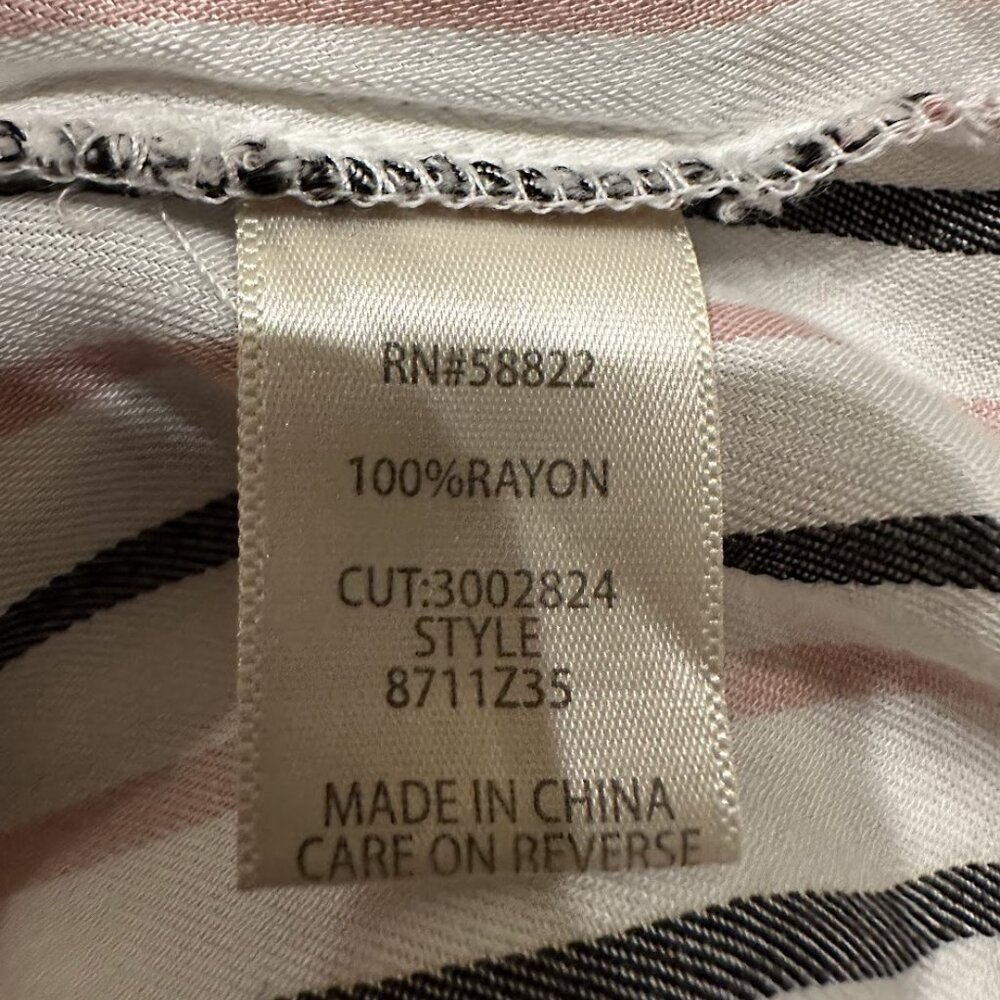 RN#58822
100%RAYON
CUT:3002824
STYLE
8711Z35
MADE IN CHINA
CARE ON REVERSE